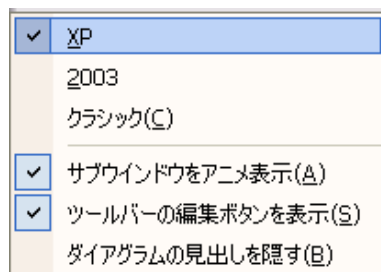 XP
2003
クラシック(C)
サブウインドウをアニメ表示(A)
ツールバーの編集ボタンを表示(S)
ダイアグラムの見出しを隠す(B)